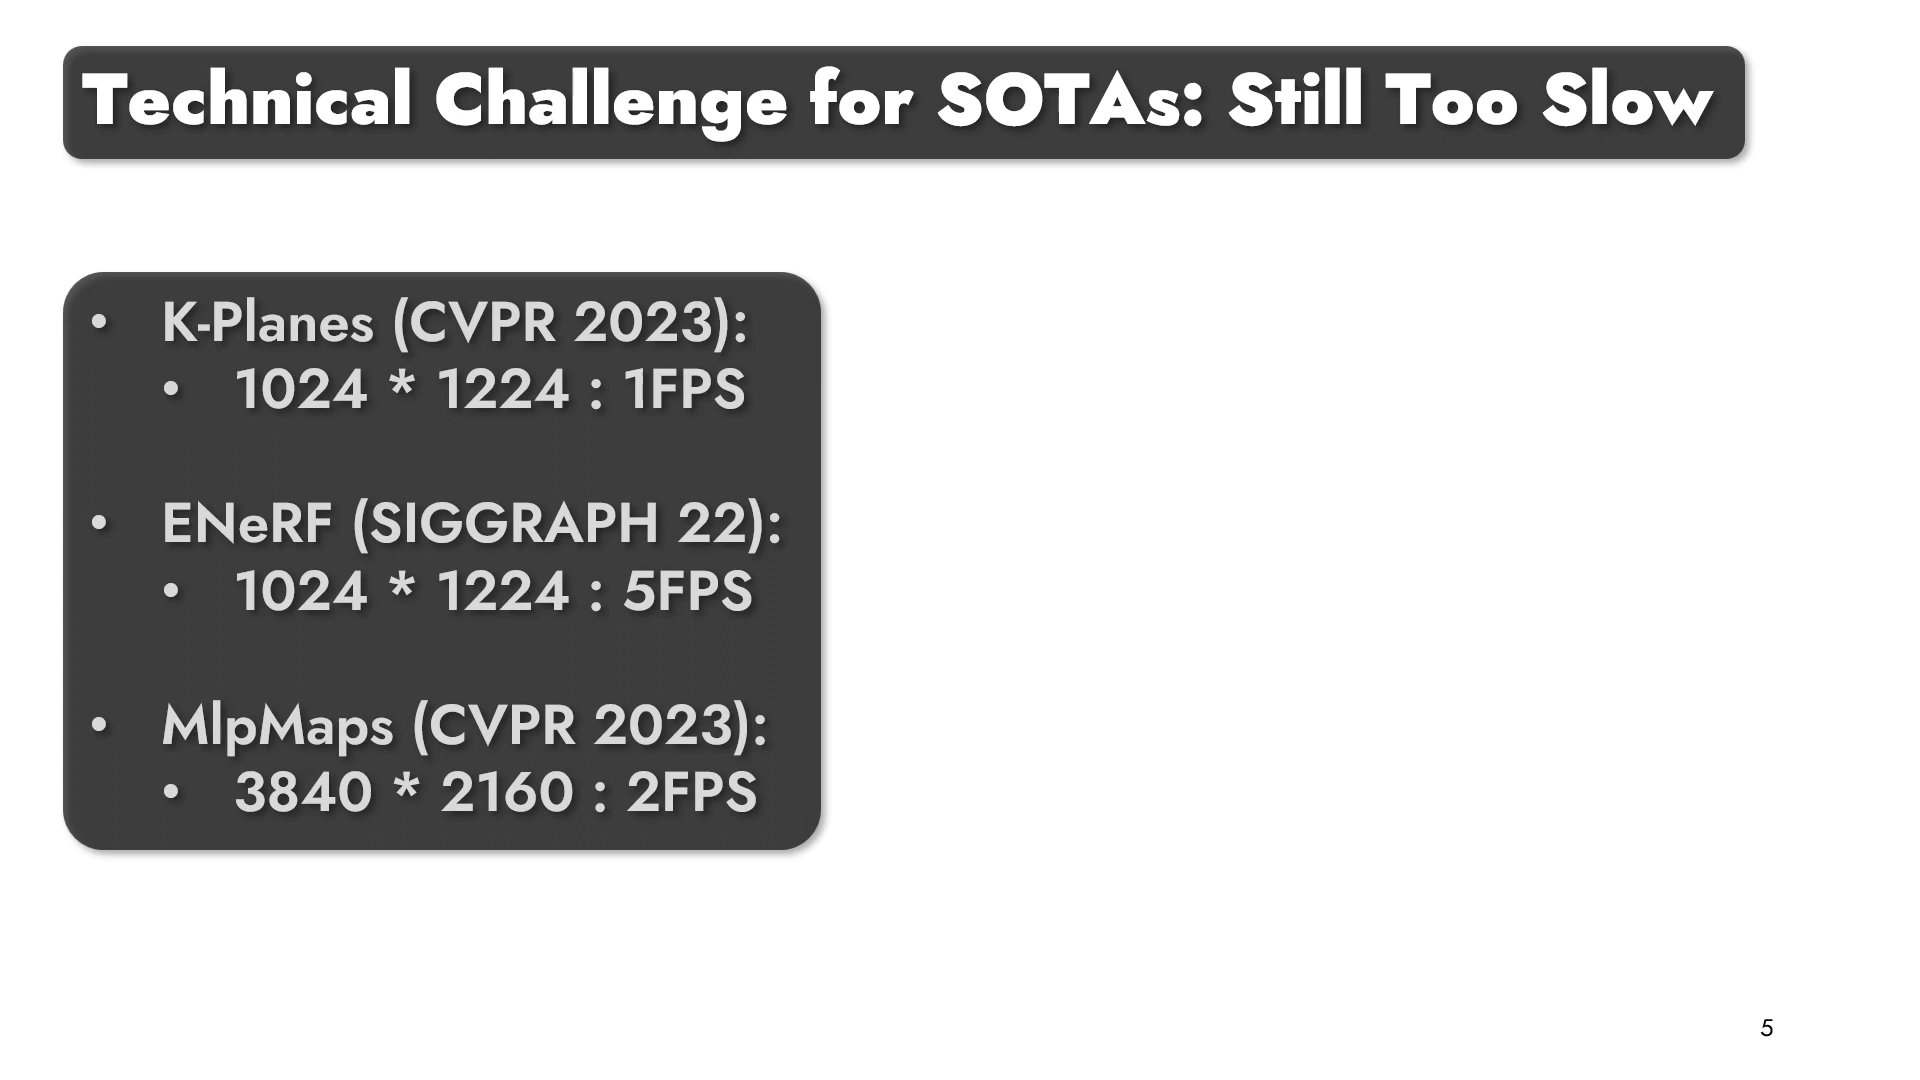 Technical Challenge for SOTAs: Still Too Slow
• K-Planes (CVPR 2023):
• 1024 * 1224 : 1FPS
• ENeRF (SIGGRAPH 22):
• 1024 * 1224 : 5FPS
• MlpMaps (CVPR 2023):
• 3840 * 2160 : 2FPS
5